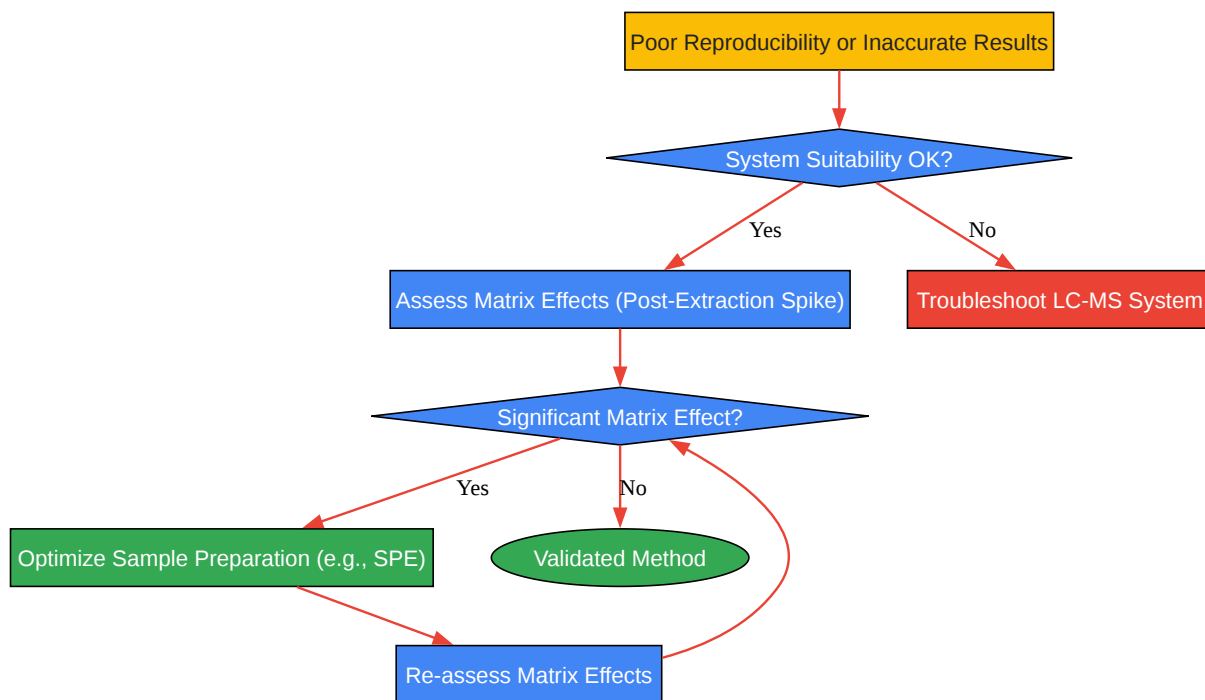 Poor Reproducibility or Inaccurate Results
System Suitability OK?
Yes
No
Assess Matrix Effects (Post-Extraction Spike)
Troubleshoot LC-MS System
Significant Matrix Effect?
Yes
No
Optimize Sample Preparation (e.g., SPE)
Validated Method
Re-assess Matrix Effects